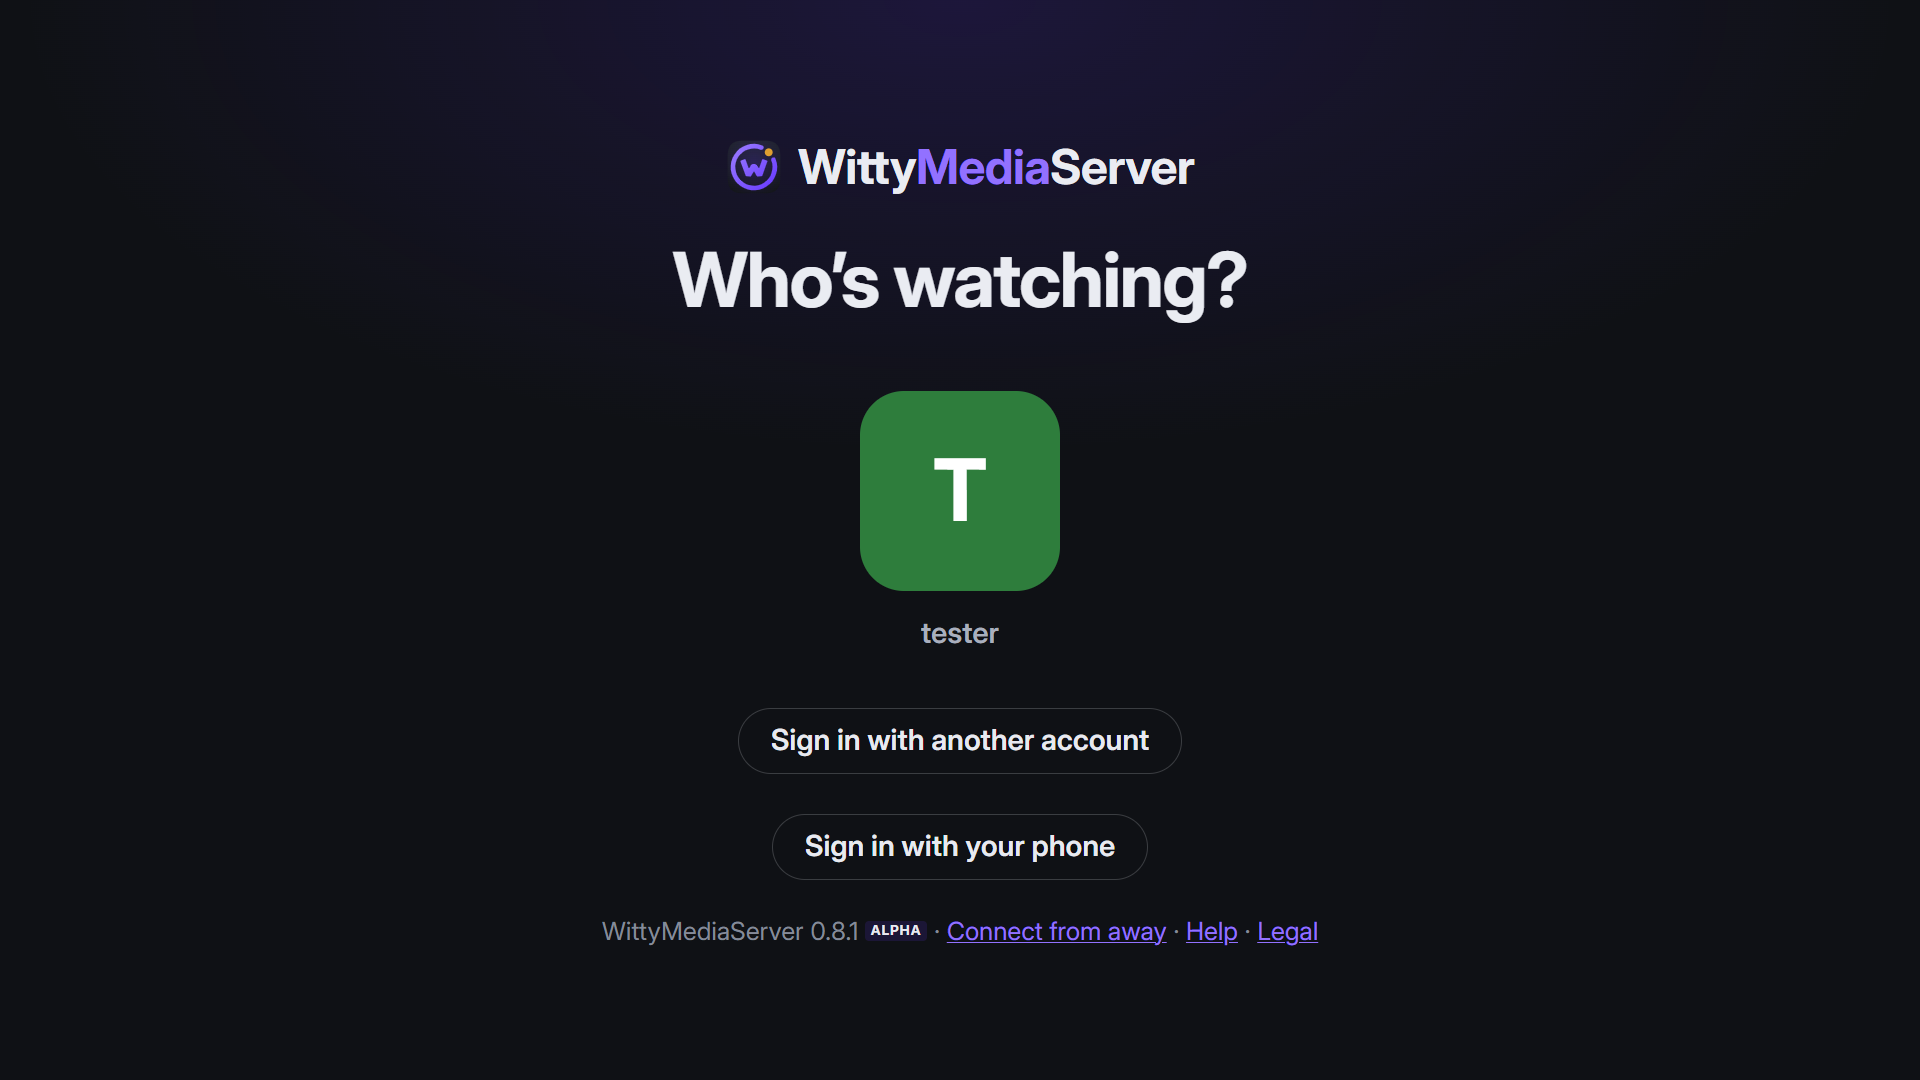 WittyMediaServer
Who’s watching?
T
tester
Sign in with another account
Sign in with your phone
WittyMediaServer 0.8.1 ALPHA · Connect from away · Help · Legal